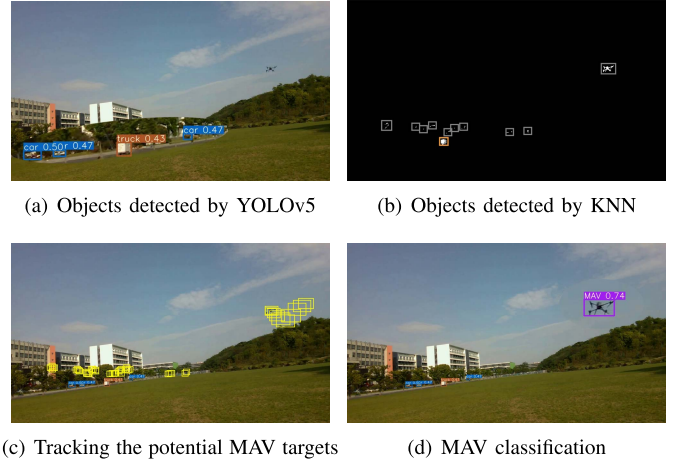 car 0.50
r 0.47
truck 0.43
car 0.47
(a) Objects detected by YOLOv5
(b) Objects detected by KNN
MAV 0.74
(c) Tracking the potential MAV targets
(d) MAV classification